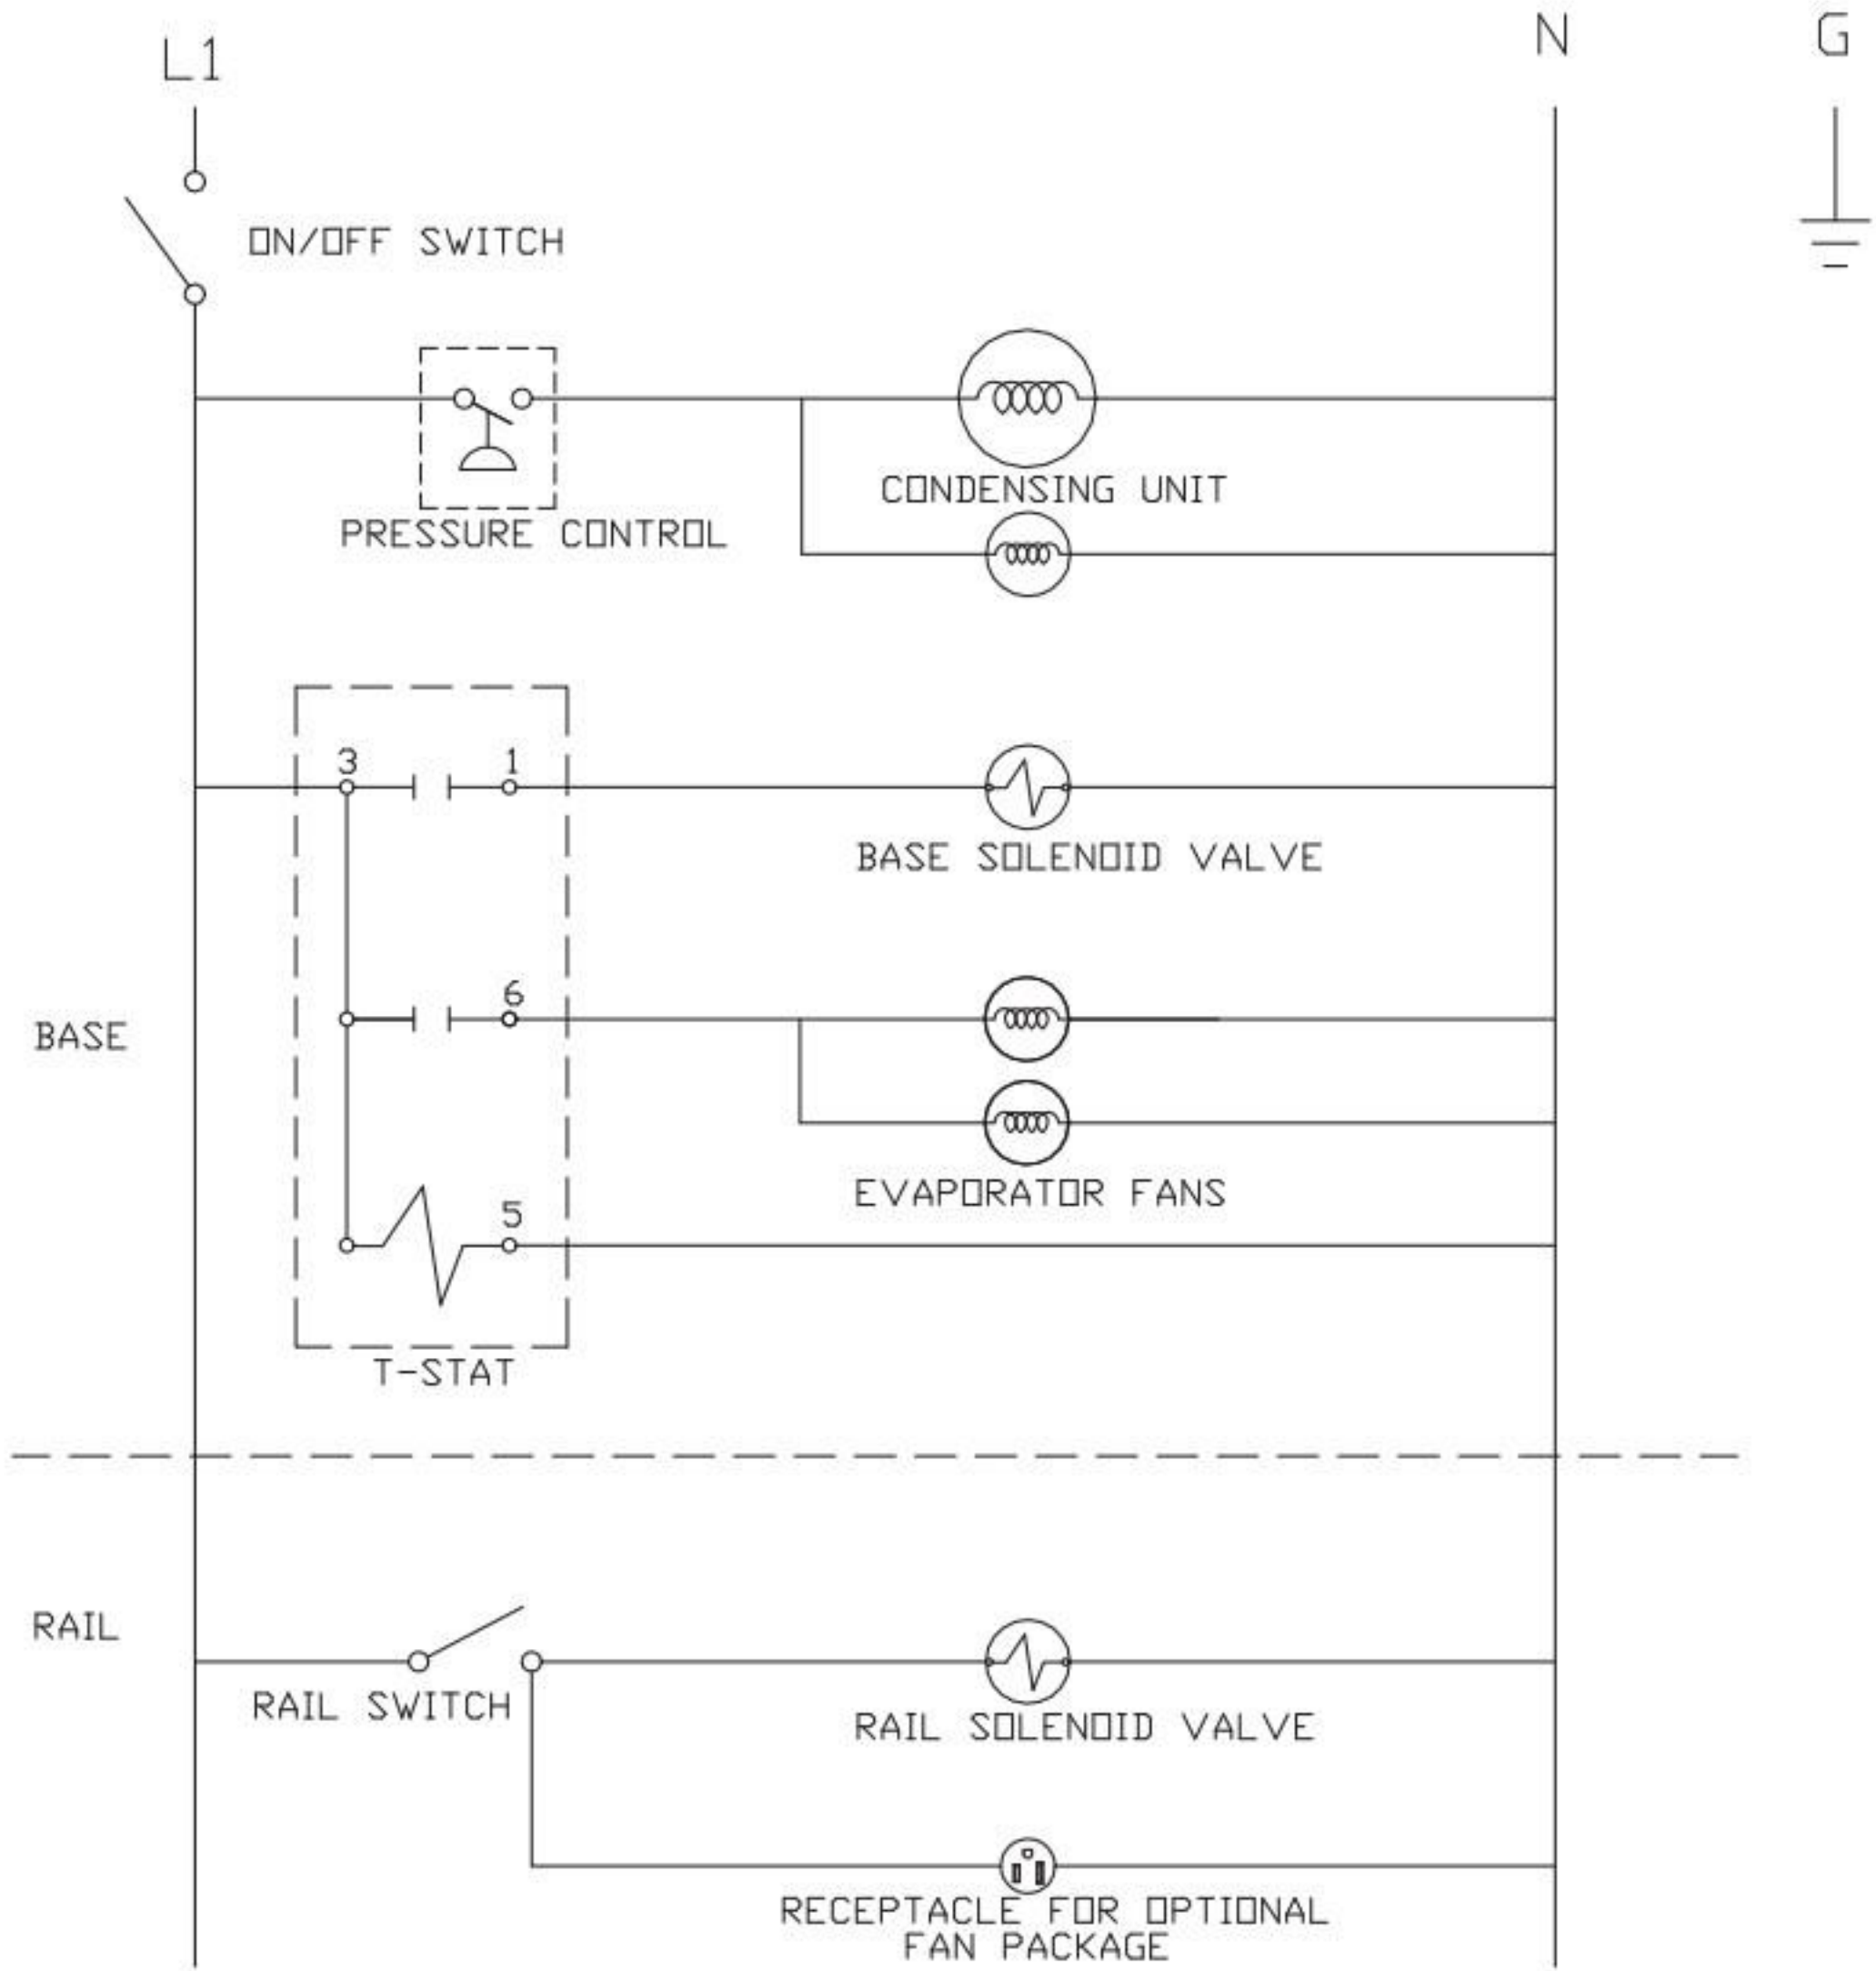 L1
N
G
ON/OFF SWITCH
CONDENSING UNIT
PRESSURE CONTROL
3
1
BASE SOLENOID VALVE
6
BASE
EVAPORATOR FANS
5
T-STAT
RAIL
RAIL SWITCH
RAIL SOLENOID VALVE
RECEPTACLE FOR OPTIONAL
FAN PACKAGE